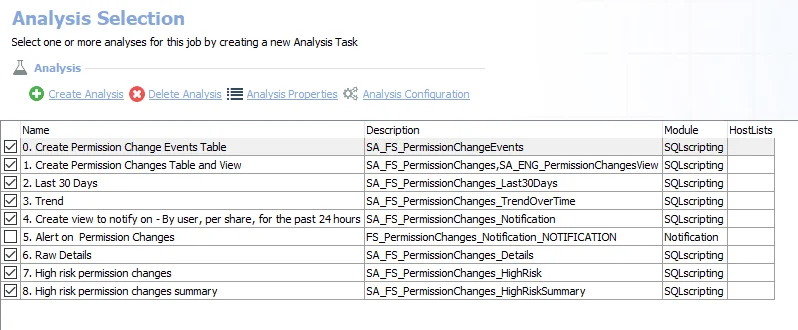 Analysis Selection
Select one or more analyses for this job by creating a new Analysis Task
Analysis
Create Analysis Delete Analysis Analysis Properties Analysis Configuration
Name Description Module HostLists
0. Create Permission Change Events Table SA_FS_PermissionChangeEvents SQLscripting
1. Create Permission Changes Table and View SA_FS_PermissionChanges,SA_ENG_PermissionChangesView SQLscripting
2. Last 30 Days SA_FS_PermissionChanges_Last30Days SQLscripting
3. Trend SA_FS_PermissionChanges_TrendOverTime SQLscripting
4. Create view to notify on - By user, per share, for the past 24 hours SA_FS_PermissionChanges_Notification SQLscripting
5. Alert on Permission Changes FS_PermissionChanges_Notification_NOTIFICATION Notification
6. Raw Details SA_FS_PermissionChanges_Details SQLscripting
7. High risk permission changes SA_FS_PermissionChanges_HighRisk SQLscripting
8. High risk permission changes summary SA_FS_PermissionChanges_HighRiskSummary SQLscripting